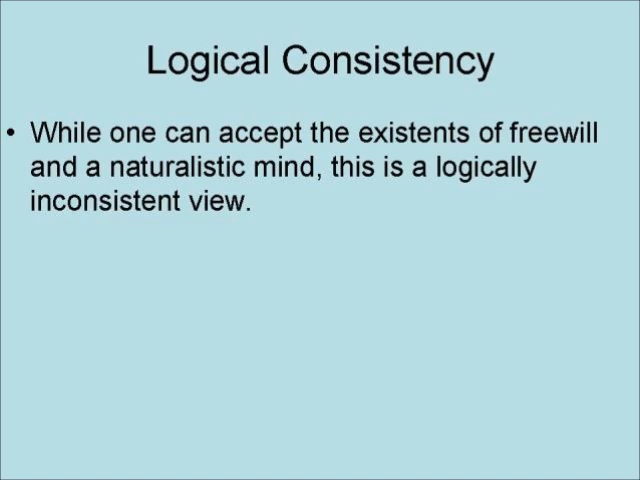 Logical Consistency
• While one can accept the existents of freewill
and a naturalistic mind, this is a logically
inconsistent view.